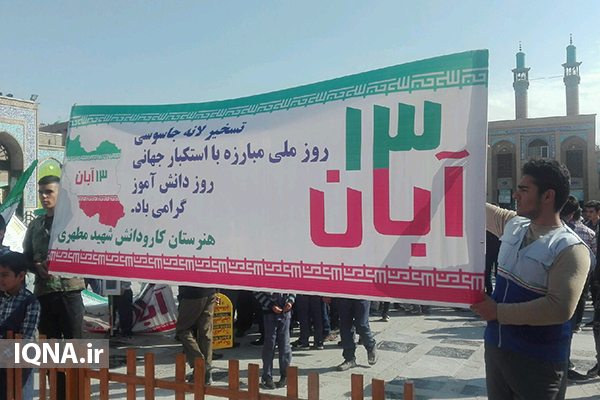 تسخیر لانه جاسوسی
روز ملی مبارزه با استکبار جهانی
روز دانش آموز
گرامی باد.
هنرستان کارودانش شهید مطهری
۱۳
آبان
۱۳ آبان
IQNA.ir